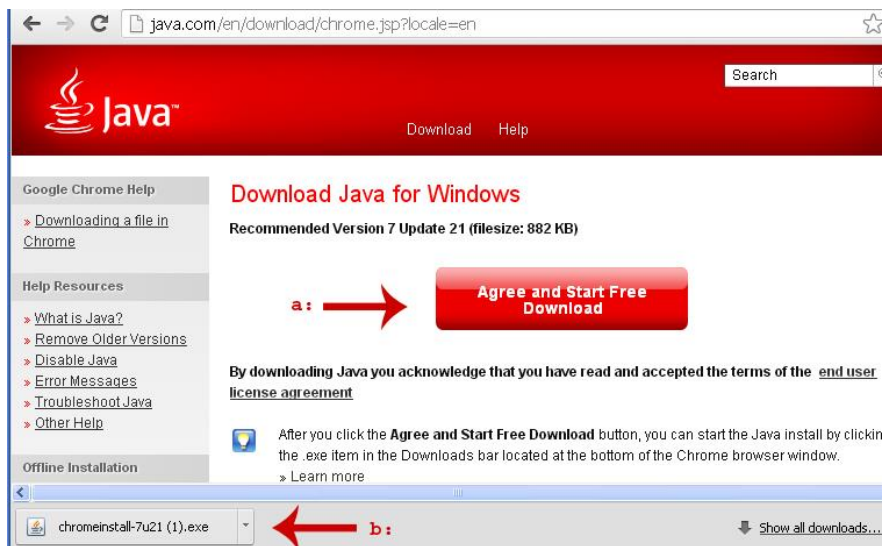 java.com/en/download/chrome.jsp?locale=en
Search
Java™
Download Help
Google Chrome Help
» Downloading a file in
Chrome
Help Resources
» What is Java?
» Remove Older Versions
» Disable Java
» Error Messages
» Troubleshoot Java
» Other Help
Offline Installation
Download Java for Windows
Recommended Version 7 Update 21 (filesize: 882 KB)
a:
Agree and Start Free
Download
By downloading Java you acknowledge that you have read and accepted the terms of the end user
license agreement
After you click the Agree and Start Free Download button, you can start the Java install by clickin
the .exe item in the Downloads bar located at the bottom of the Chrome browser window.
» Learn more
chromeinstall-7u21 (1).exe
b:
Show all downloads...